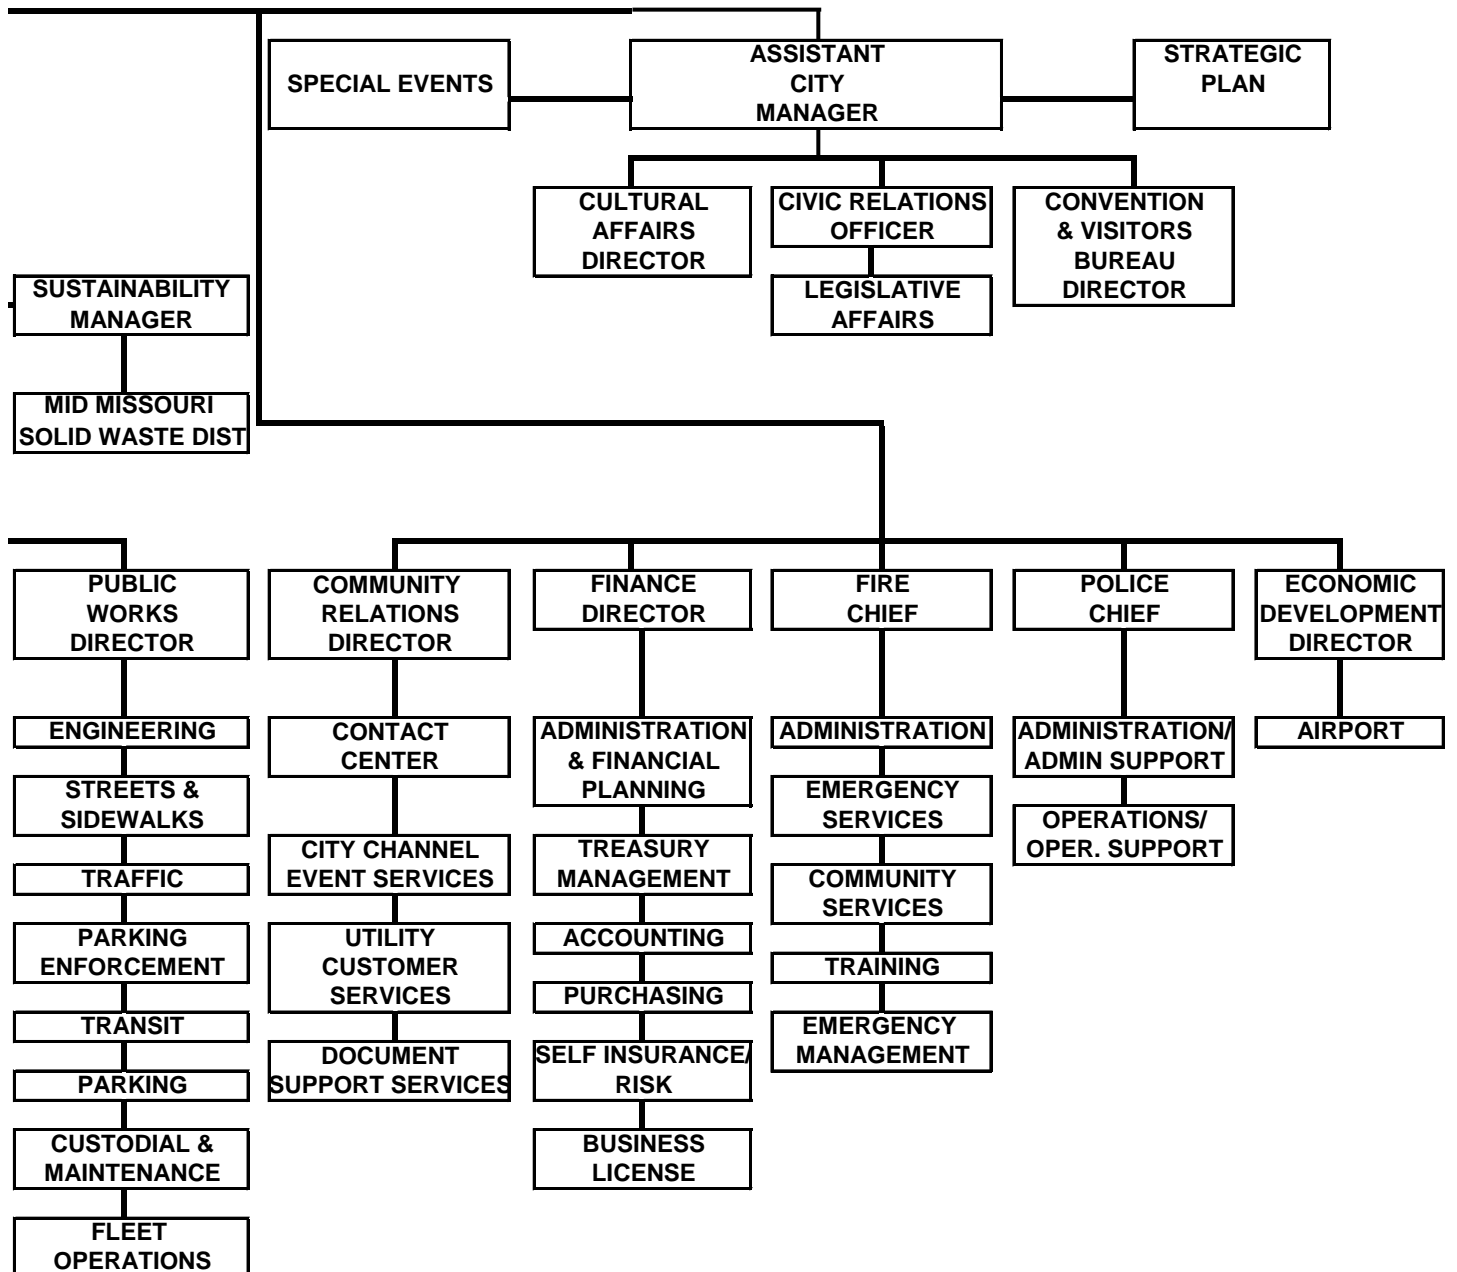 SPECIAL EVENTS
ASSISTANT
CITY
MANAGER
STRATEGIC
PLAN
CULTURAL
AFFAIRS
DIRECTOR
CIVIC RELATIONS
OFFICER
CONVENTION
& VISITORS
BUREAU
DIRECTOR
LEGISLATIVE
AFFAIRS
SUSTAINABILITY
MANAGER
MID MISSOURI
SOLID WASTE DIST
PUBLIC
WORKS
DIRECTOR
ENGINEERING
STREETS &
SIDEWALKS
TRAFFIC
PARKING
ENFORCEMENT
TRANSIT
PARKING
CUSTODIAL &
MAINTENANCE
FLEET
OPERATIONS
COMMUNITY
RELATIONS
DIRECTOR
CONTACT
CENTER
CITY CHANNEL
EVENT SERVICES
UTILITY
CUSTOMER
SERVICES
DOCUMENT
SUPPORT SERVICES
FINANCE
DIRECTOR
ADMINISTRATION
& FINANCIAL
PLANNING
TREASURY
MANAGEMENT
ACCOUNTING
PURCHASING
SELF INSURANCE/
RISK
BUSINESS
LICENSE
FIRE
CHIEF
ADMINISTRATION
EMERGENCY
SERVICES
COMMUNITY
SERVICES
TRAINING
EMERGENCY
MANAGEMENT
POLICE
CHIEF
ADMINISTRATION/
ADMIN SUPPORT
OPERATIONS/
OPER. SUPPORT
ECONOMIC
DEVELOPMENT
DIRECTOR
AIRPORT